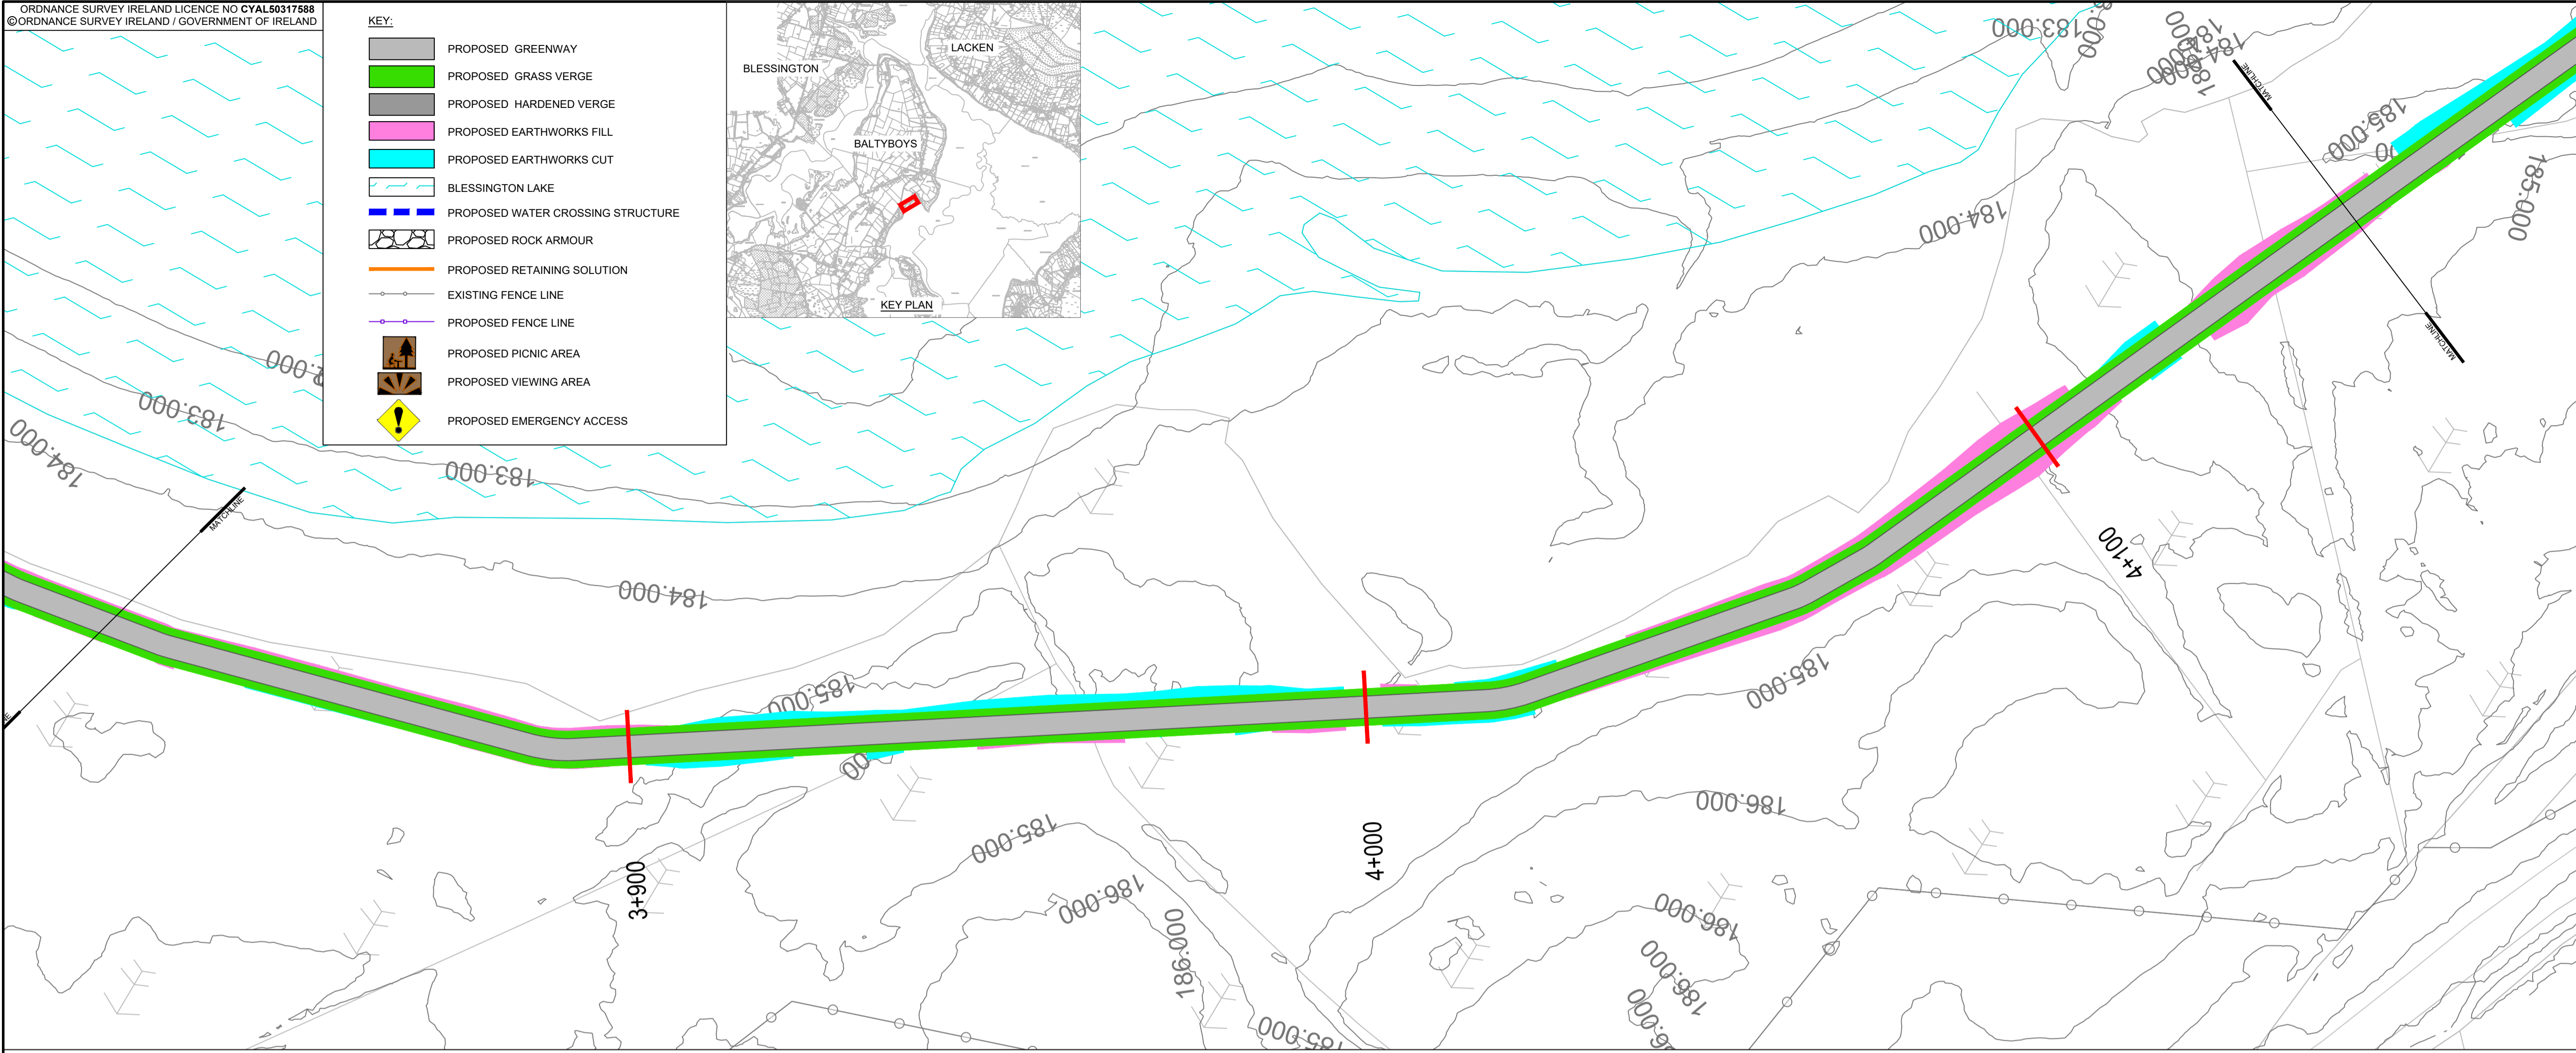 ORDNANCE SURVEY IRELAND LICENCE NO CYAL50317588
©ORDNANCE SURVEY IRELAND / GOVERNMENT OF IRELAND
KEY:
PROPOSED GREENWAY
PROPOSED GRASS VERGE
PROPOSED HARDENED VERGE
PROPOSED EARTHWORKS FILL
PROPOSED EARTHWORKS CUT
BLESSINGTON LAKE
PROPOSED WATER CROSSING STRUCTURE
PROPOSED ROCK ARMOUR
PROPOSED RETAINING SOLUTION
EXISTING FENCE LINE
PROPOSED FENCE LINE
PROPOSED PICNIC AREA
PROPOSED VIEWING AREA
PROPOSED EMERGENCY ACCESS
LACKEN
BLESSINGTON
BALTYBOYS
KEY PLAN
183.000
MATCHLINE
185.000
185.000
184.000
MATCHLINE
183.000
184.000
183.000
MATCHLINE
184.000
4+100
185.000
185.000
186.000
185.000
3+900
4+000
186.000
186.000
186.000
186.000